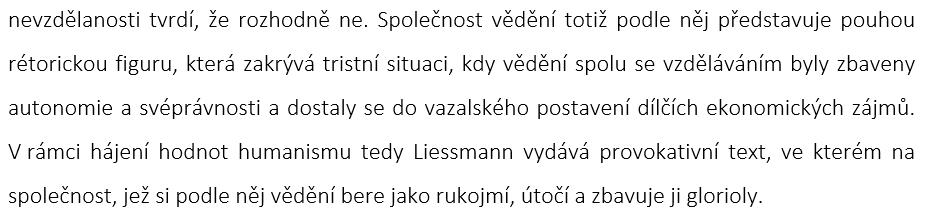 nevzdělanosti tvrdí, že rozhodně ne. Společnost vědění totiž podle něj představuje pouhou
rétorickou figuru, která zakrývá tristní situaci, kdy vědění spolu se vzděláváním byly zbaveny
autonomie a svéprávnosti a dostaly se do vazalského postavení dílčích ekonomických zájmů.
V rámci hájení hodnot humanismu tedy Liessmann vydává provokativní text, ve kterém na
společnost, jež si podle něj vědění bere jako rukojmí, útočí a zbavuje ji glorioly.